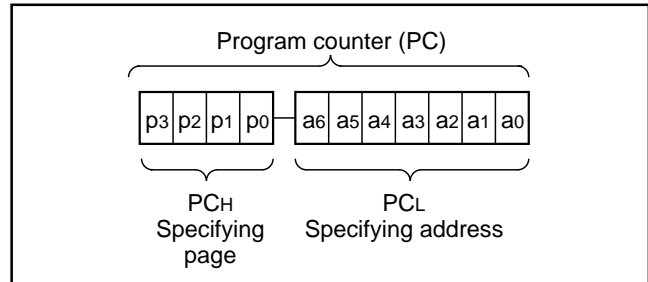 Program counter (PC)
p3 p2 p1 p0 a6 a5 a4 a3 a2 a1 a0
PCH PCL
Specifying page Specifying address